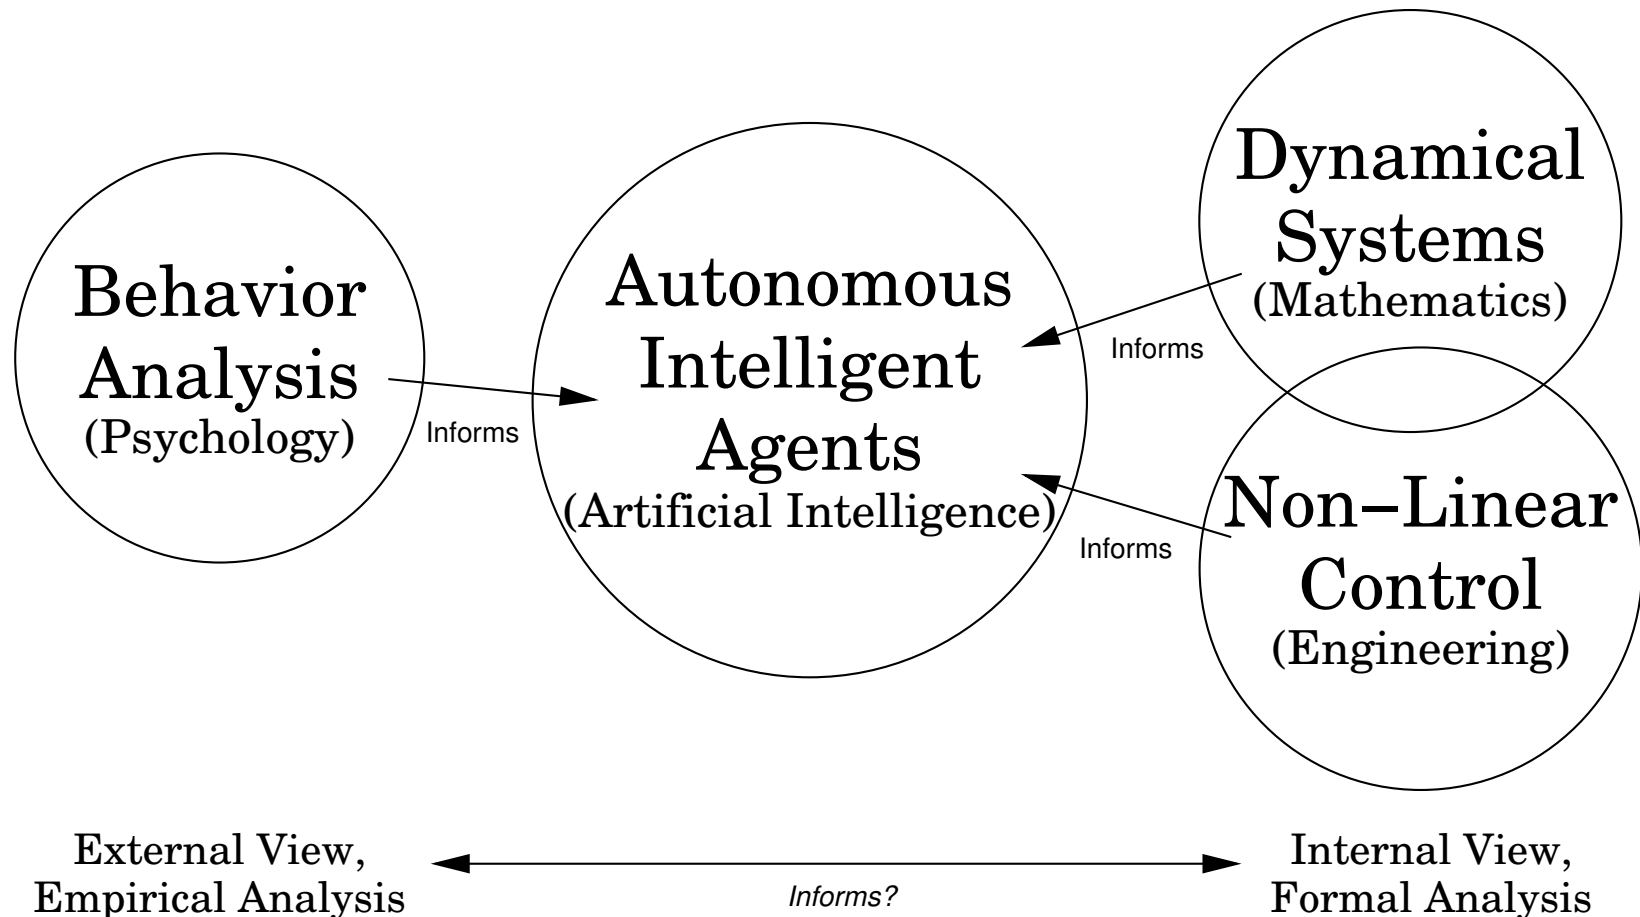 Behavior
Analysis
(Psychology)
Informs
Autonomous
Intelligent
Agents
(Artificial Intelligence)
Informs
Informs
Dynamical
Systems
(Mathematics)
Non–Linear
Control
(Engineering)
External View,
Empirical Analysis
Informs?
Internal View,
Formal Analysis